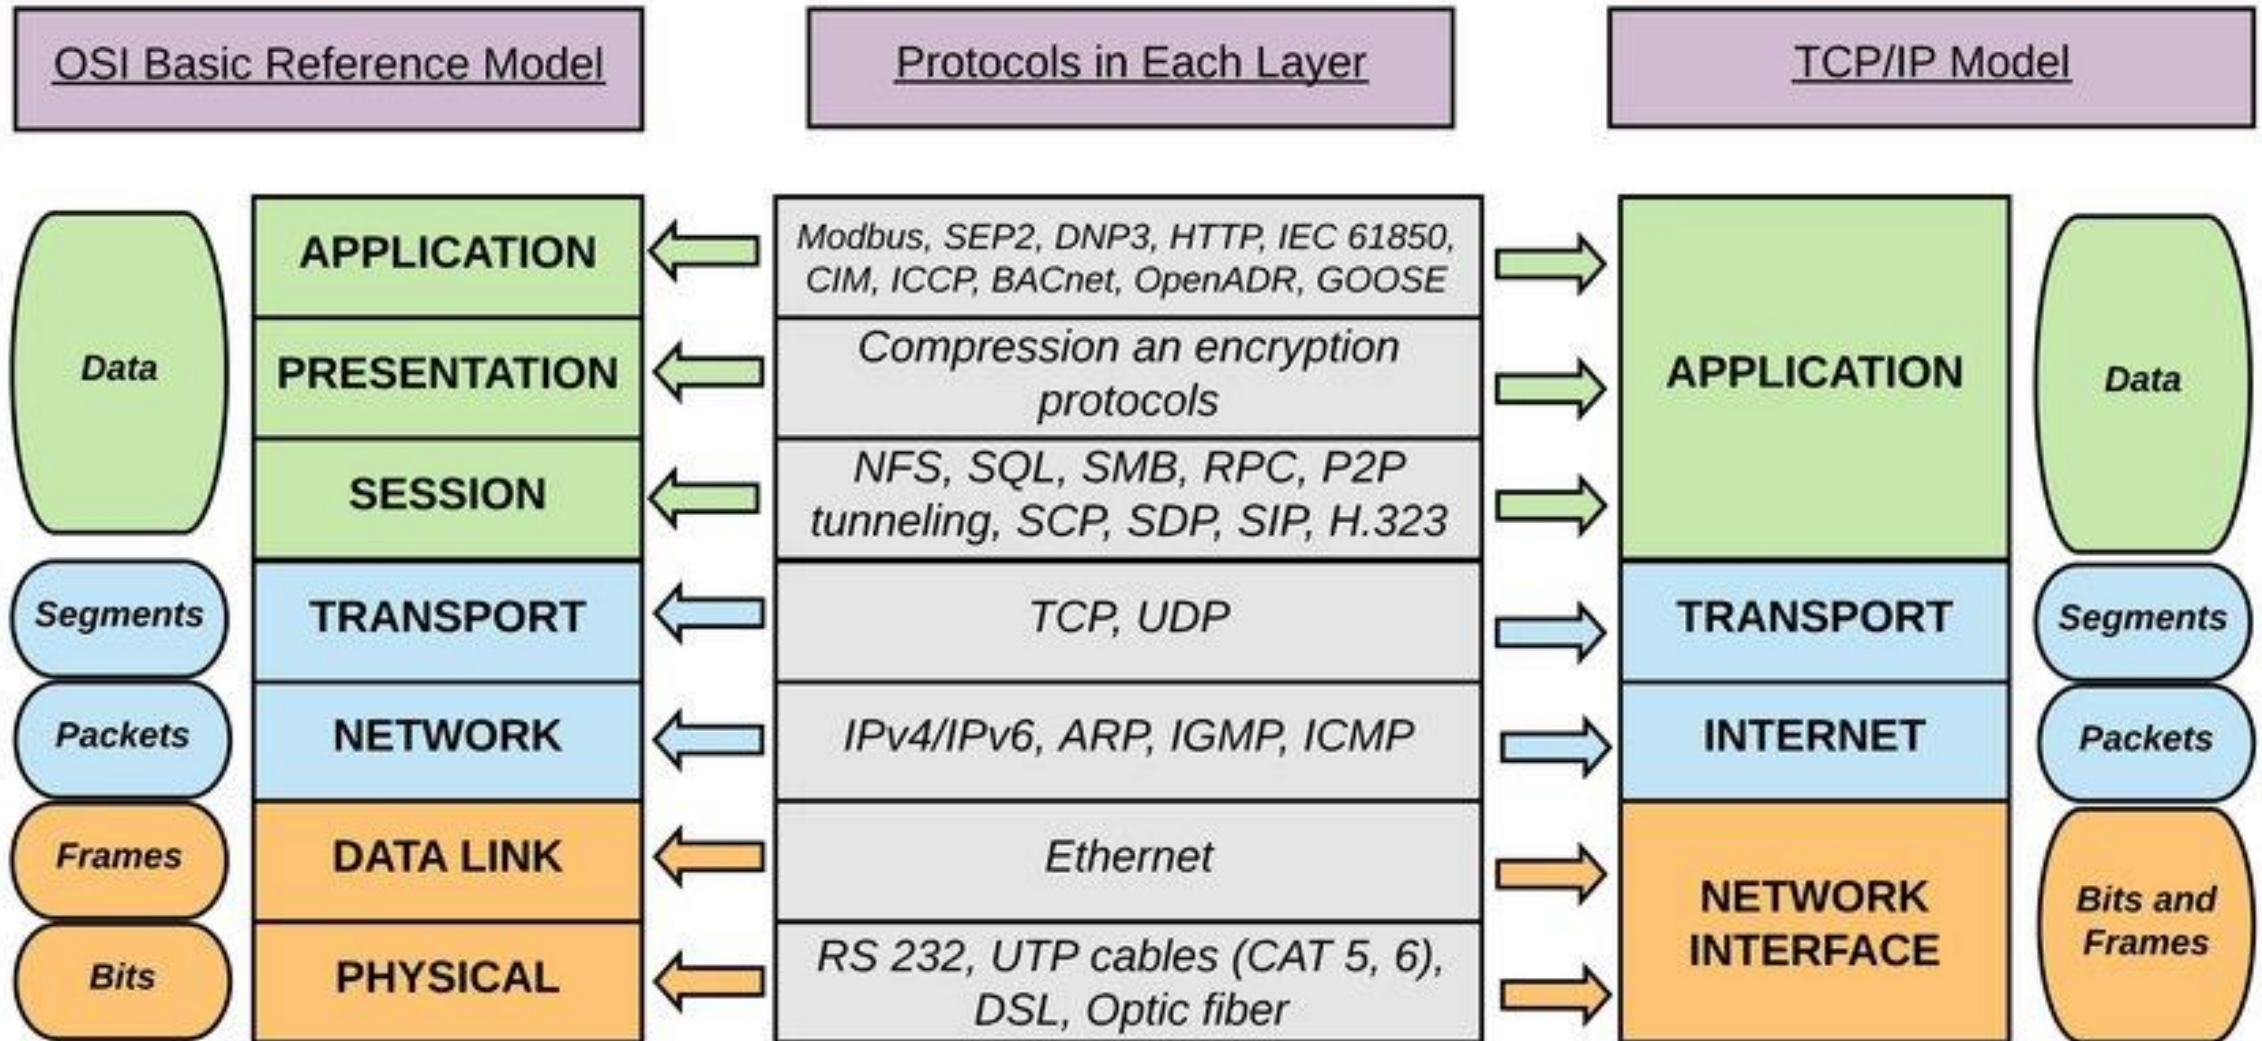 OSI Basic Reference Model
Protocols in Each Layer
TCP/IP Model
Data
APPLICATION
Modbus, SEP2, DNP3, HTTP, IEC 61850,
CIM, ICCP, BACnet, OpenADR, GOOSE
APPLICATION
Data
PRESENTATION
Compression an encryption
protocols
SESSION
NFS, SQL, SMB, RPC, P2P
tunneling, SCP, SDP, SIP, H.323
Segments
TRANSPORT
TCP, UDP
TRANSPORT
Segments
Packets
NETWORK
IPv4/IPv6, ARP, IGMP, ICMP
INTERNET
Packets
Frames
DATA LINK
Ethernet
NETWORK
INTERFACE
Bits and
Frames
Bits
PHYSICAL
RS 232, UTP cables (CAT 5, 6),
DSL, Optic fiber